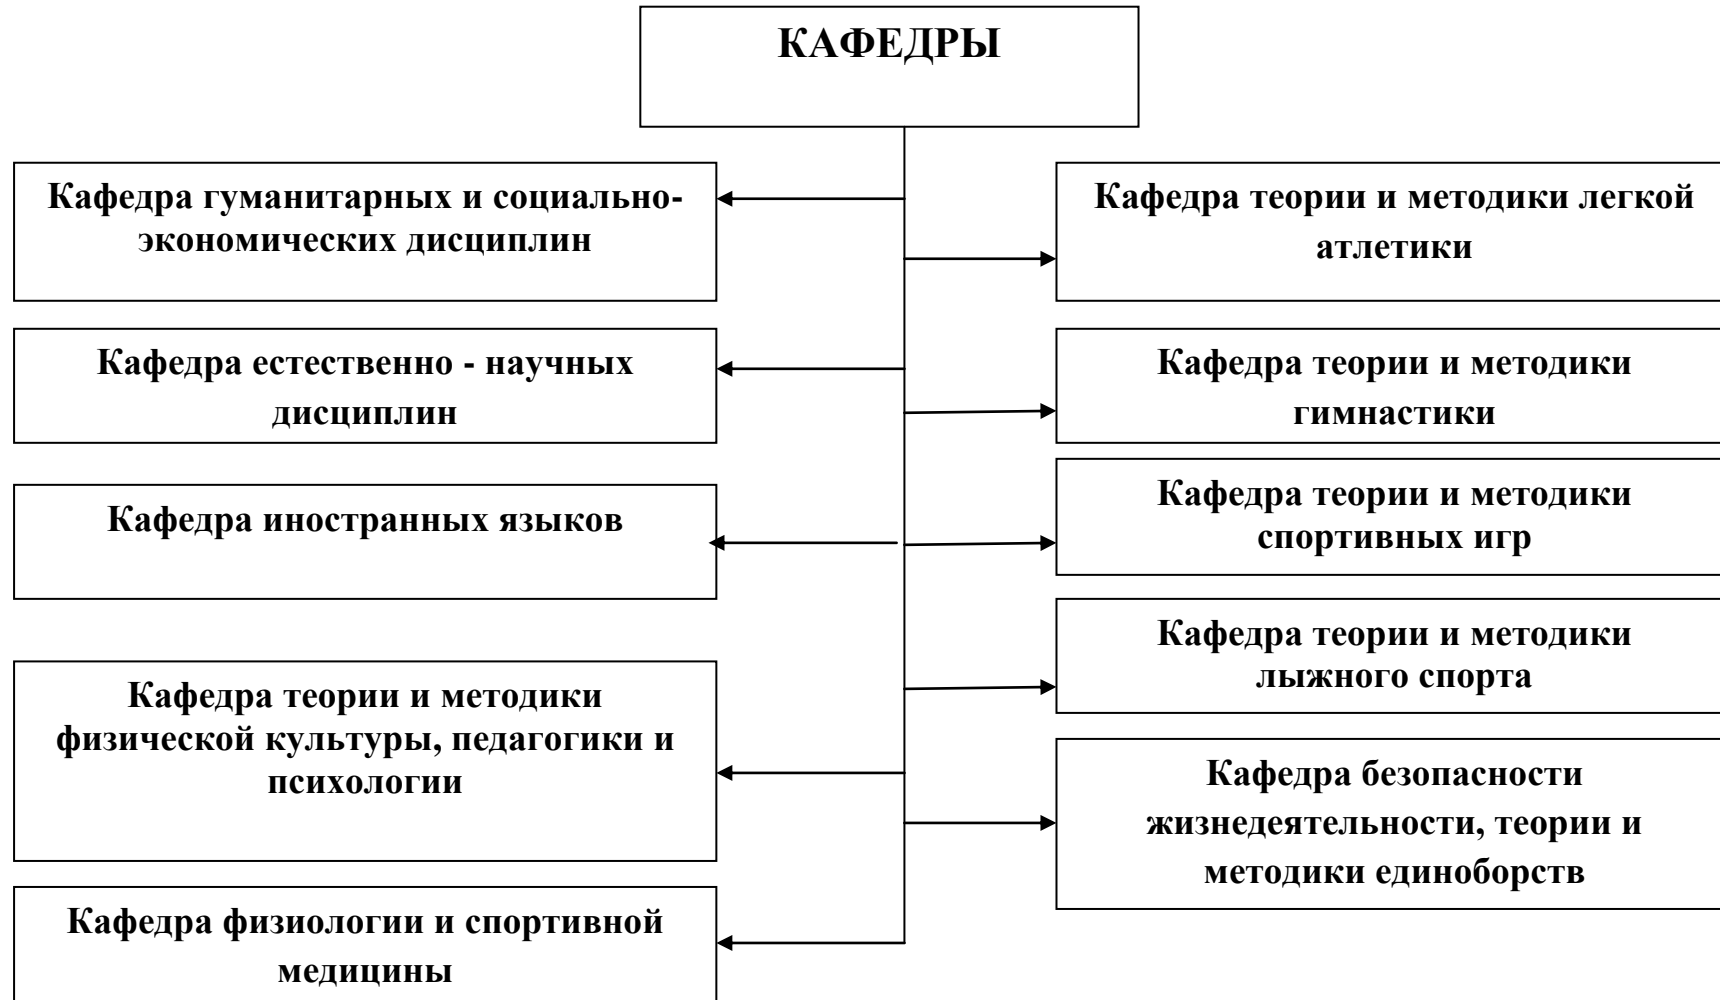 КАФЕДРЫ
Кафедра гуманитарных и социально-
экономических дисциплин
Кафедра естественно - научных
дисциплин
Кафедра иностранных языков
Кафедра теории и методики
физической культуры, педагогики и
психологии
Кафедра физиологии и спортивной
медицины
Кафедра теории и методики легкой
атлетики
Кафедра теории и методики
гимнастики
Кафедра теории и методики
спортивных игр
Кафедра теории и методики
лыжного спорта
Кафедра безопасности
жизнедеятельности, теории и
методики единоборств